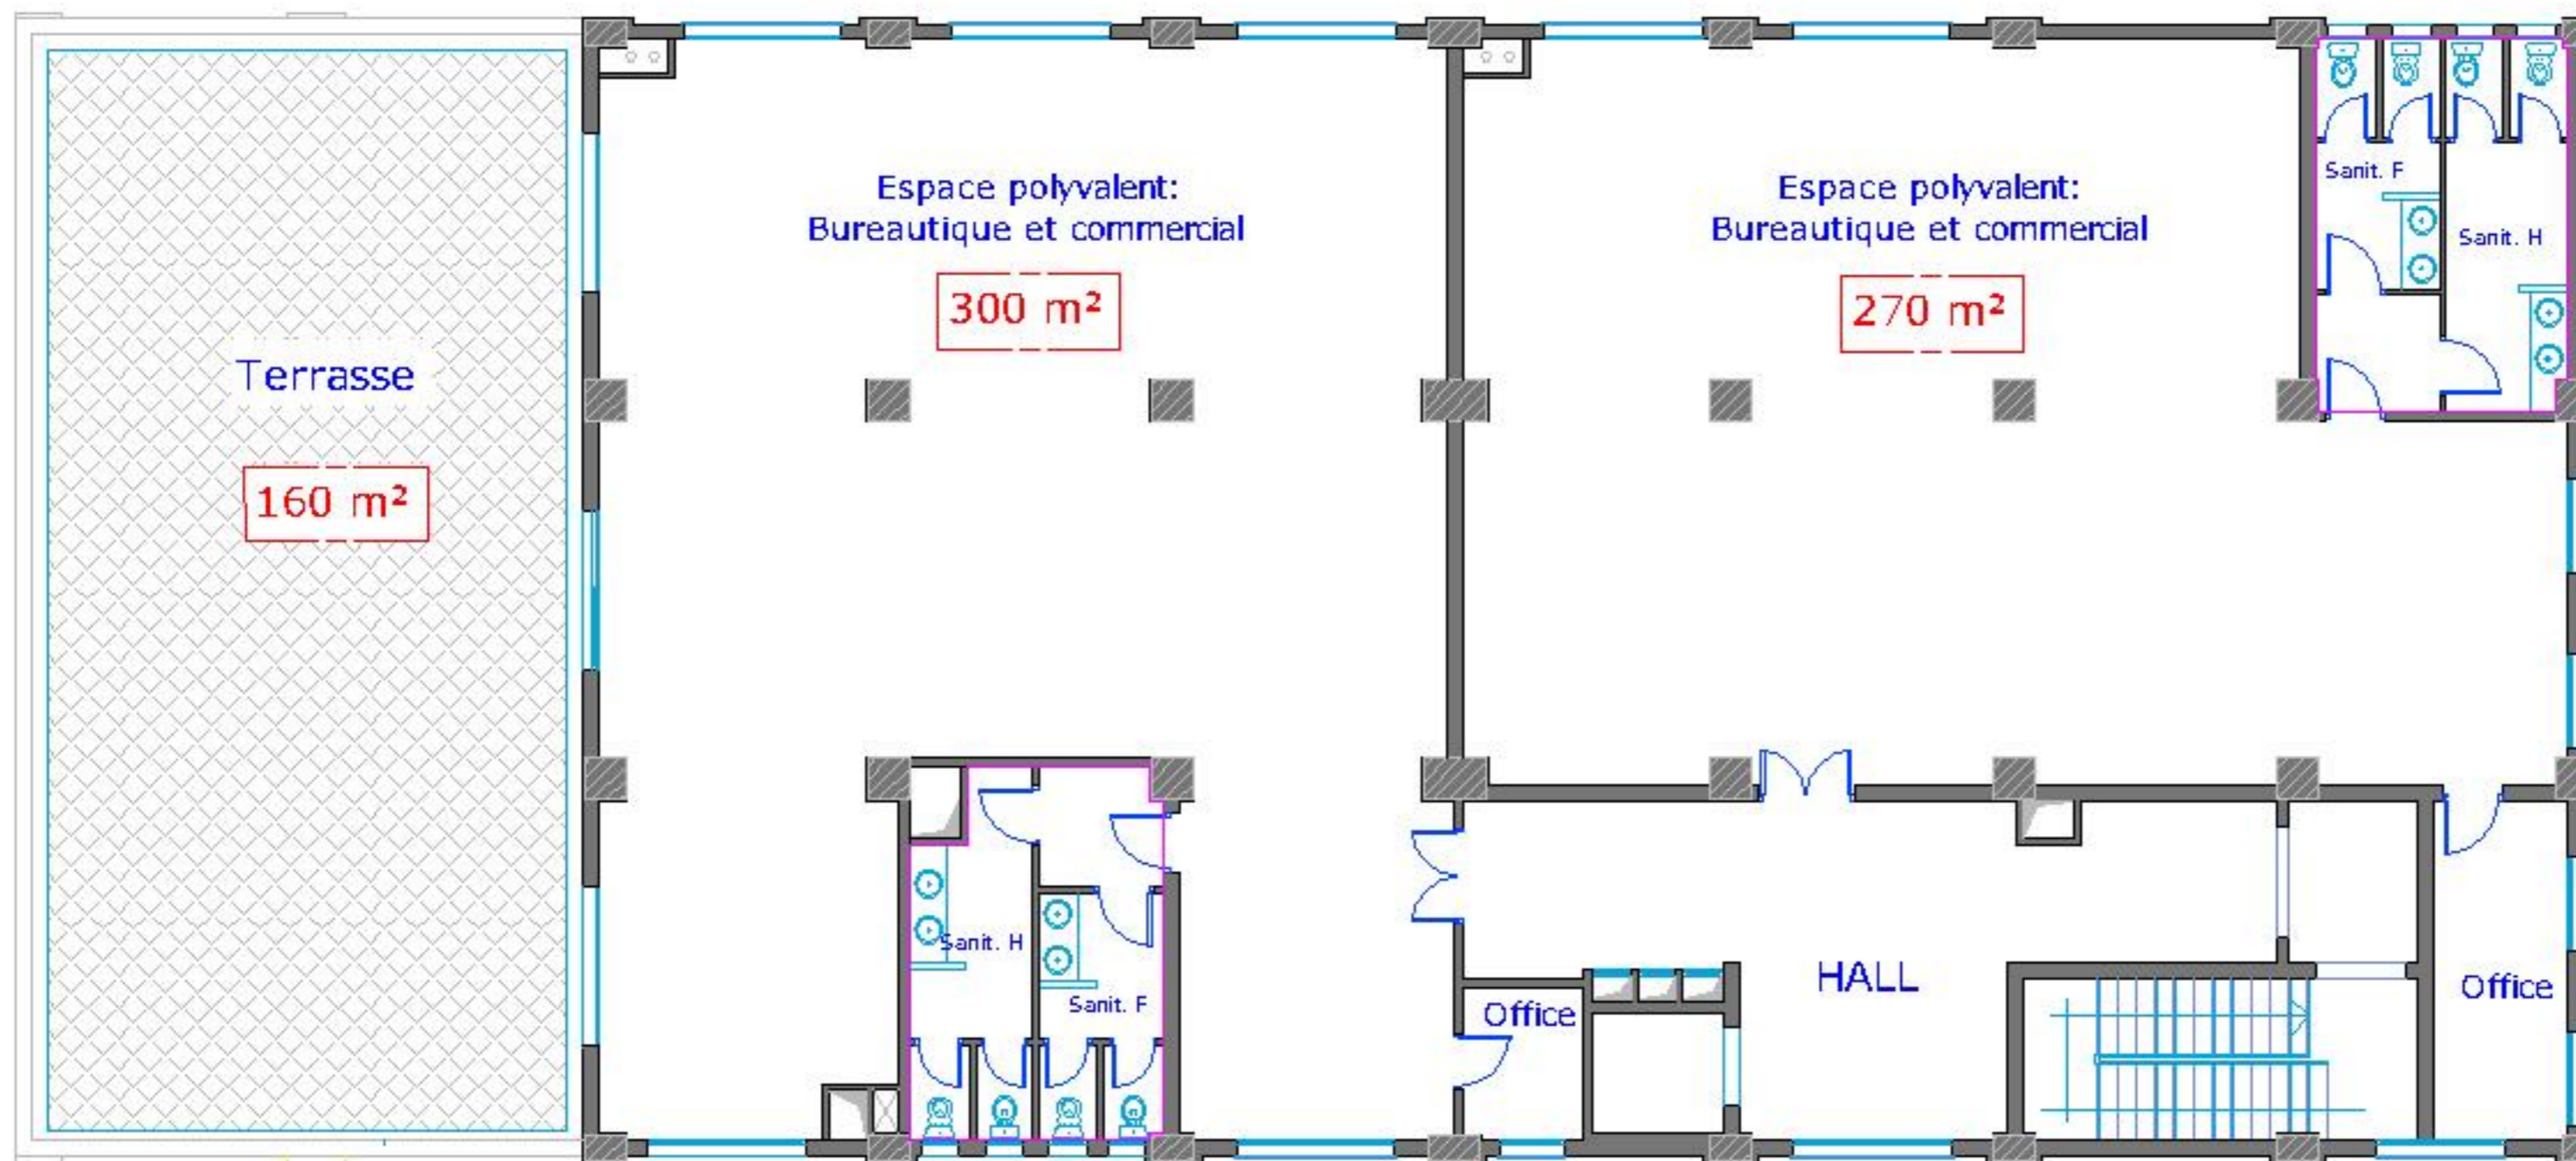 Terrasse
160 m²
Espace polyvalent:
Bureautique et commercial
300 m²
Sanit. H
Sanit. F
Espace polyvalent:
Bureautique et commercial
270 m²
Sanit. F
Sanit. H
Office
HALL
Office